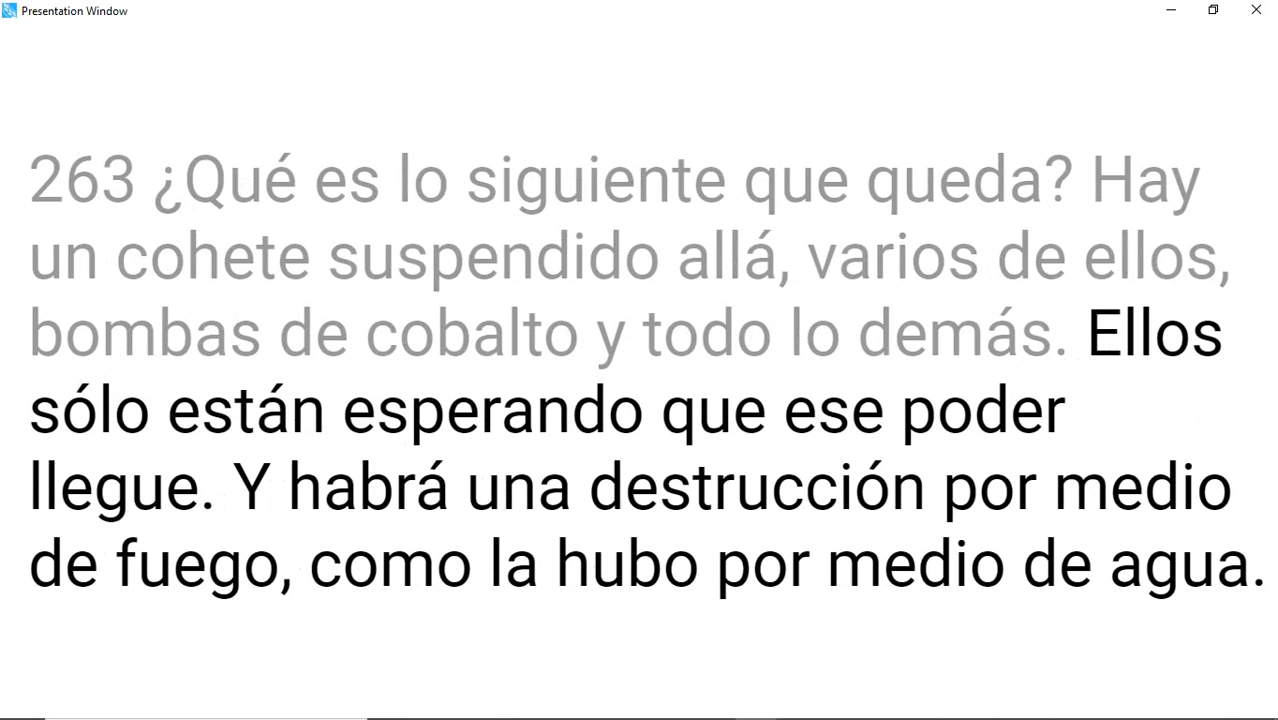 Presentation Window
263 ¿Qué es lo siguiente que queda? Hay
un cohete suspendido allá, varios de ellos,
bombas de cobalto y todo lo demás. Ellos
sólo están esperando que ese poder
llegue. Y habrá una destrucción por medio
de fuego, como la hubo por medio de agua.